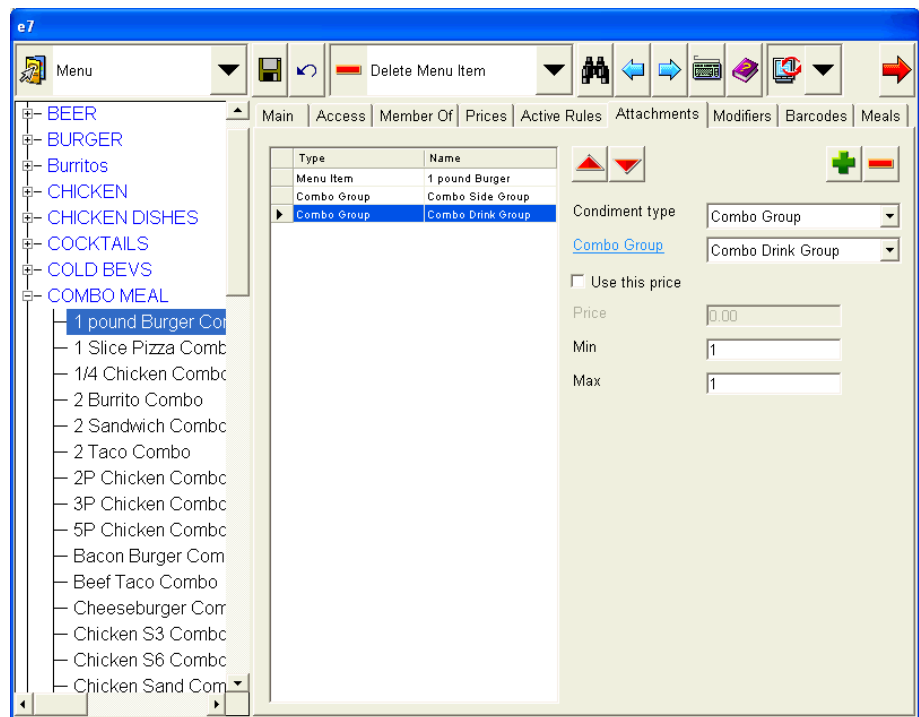 e7
Menu
Delete Menu Item
BEER
BURGER
Burritos
CHICKEN
CHICKEN DISHES
COCKTAILS
COLD BEVS
COMBO MEAL
1 pound Burger Cor
1 Slice Pizza Comb
1/4 Chicken Combo
2 Burrito Combo
2 Sandwich Combo
2 Taco Combo
2P Chicken Combo
3P Chicken Combo
5P Chicken Combo
Bacon Burger Com
Beef Taco Combo
Cheeseburger Com
Chicken S3 Combo
Chicken S6 Combo
Chicken Sand Com
Main Access Member Of Prices Active Rules Attachments Modifiers Barcodes Meals
Type Name
Menu Item 1 pound Burger
Combo Group Combo Side Group
Combo Group Combo Drink Group
Condiment type Combo Group
Combo Group Combo Drink Group
Use this price
Price 0.00
Min 1
Max 1